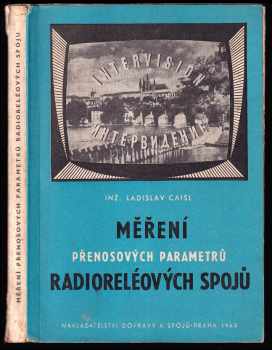 MĚŘENÍ PŘENOSOVÝCH PARAMETRŮ RADIORELÉOVÝCH SPOJŮ
INTERVISION
ИНТЕРВИДЕНИЕ
INŽ. LADISLAV CAISL
MĚŘENÍ
PŘENOSOVÝCH PARAMETRŮ
RADIORELÉOVÝCH SPOJŮ
NAKLADATELSTVÍ DOPRAVY A SPOJŮ-PRAHA